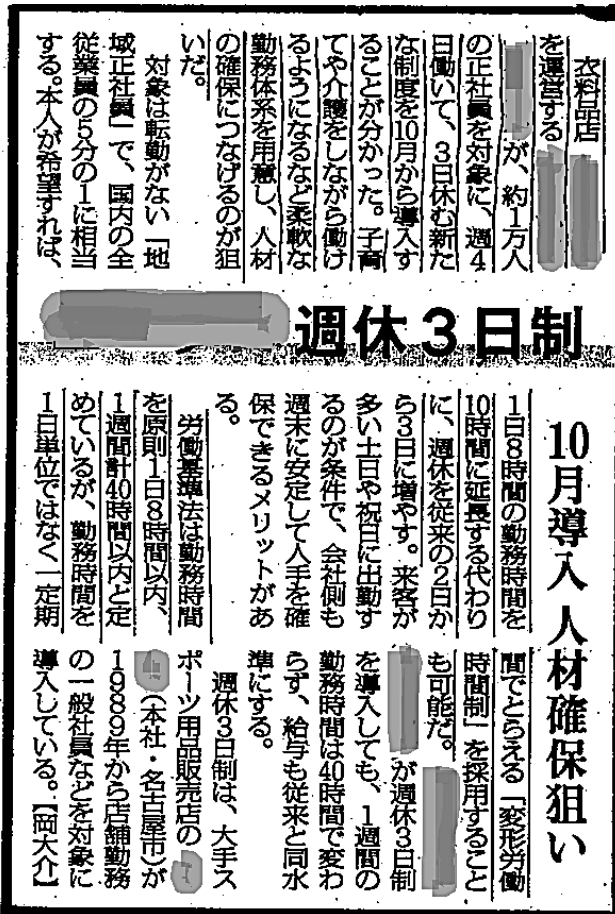 週休3日制
10月導入 人材確保狙い
衣料品店
を運営する
が、約1万人
の正社員を対象に、週4
日働いて、3日休む新た
な制度を10月から導入す
ることが分かった。子育
てや介護をしながら働け
るようになるなど柔軟な
勤務体系を用意し、人材
の確保につなげるのが狙
いだ。
対象は転勤がない「地
域正社員」で、国内の全
従業員の5分の1に相当
する。本人が希望すれば、
1日8時間の勤務時間を
10時間に延長する代わり
に、週休を従来の2日か
ら3日に増やす。来客が
多い土日や祝日に出勤す
るのが条件で、会社側も
週末に安定して人手を確
保できるメリットがあ
る。
労働基準法は勤務時間
を原則1日8時間以内、
1週間計40時間以内と定
めているが、勤務時間を
1日単位ではなく一定期
間でとらえる「変形労働
時間制」を採用すること
も可能だ。
が週休3日制
を導入しても、1週間の
勤務時間は40時間で変わ
らず、給与も従来と同水
準にする。
週休3日制は、大手ス
ポーツ用品販売店の
(本社・名古屋市)が
1989年から店舗勤務
の一般社員などを対象に
導入している。【岡大介】